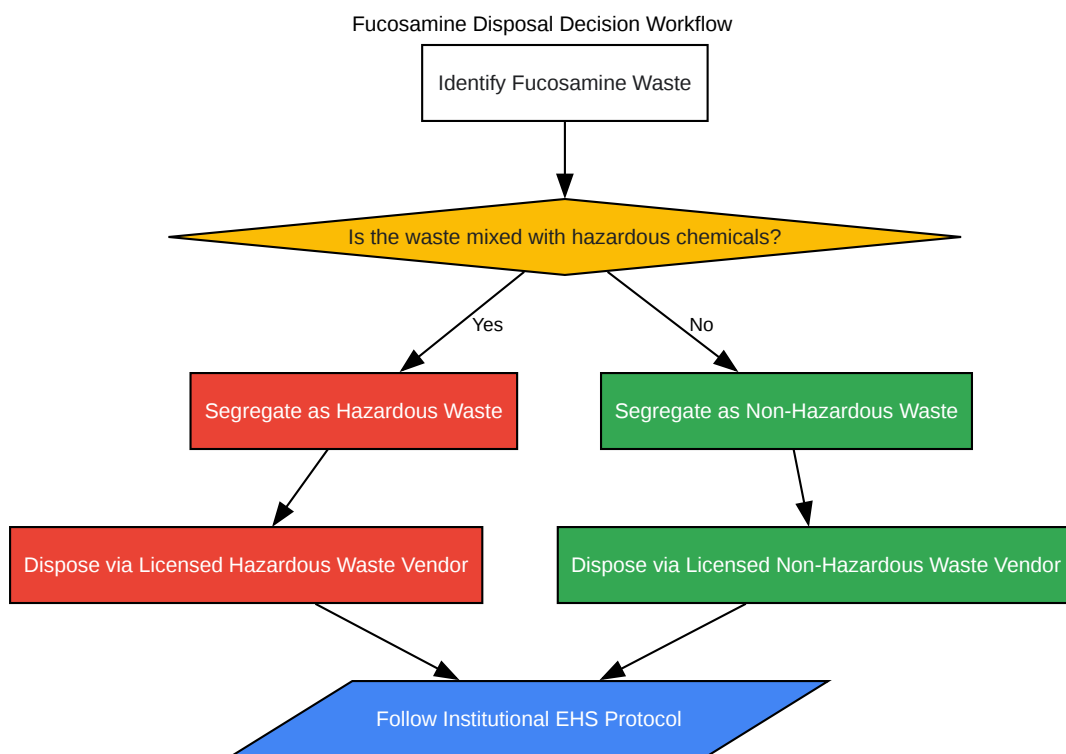 Fucosamine Disposal Decision Workflow
Identify Fucosamine Waste
Is the waste mixed with hazardous chemicals?
Yes
No
Segregate as Hazardous Waste
Segregate as Non-Hazardous Waste
Dispose via Licensed Hazardous Waste Vendor
Dispose via Licensed Non-Hazardous Waste Vendor
Follow Institutional EHS Protocol